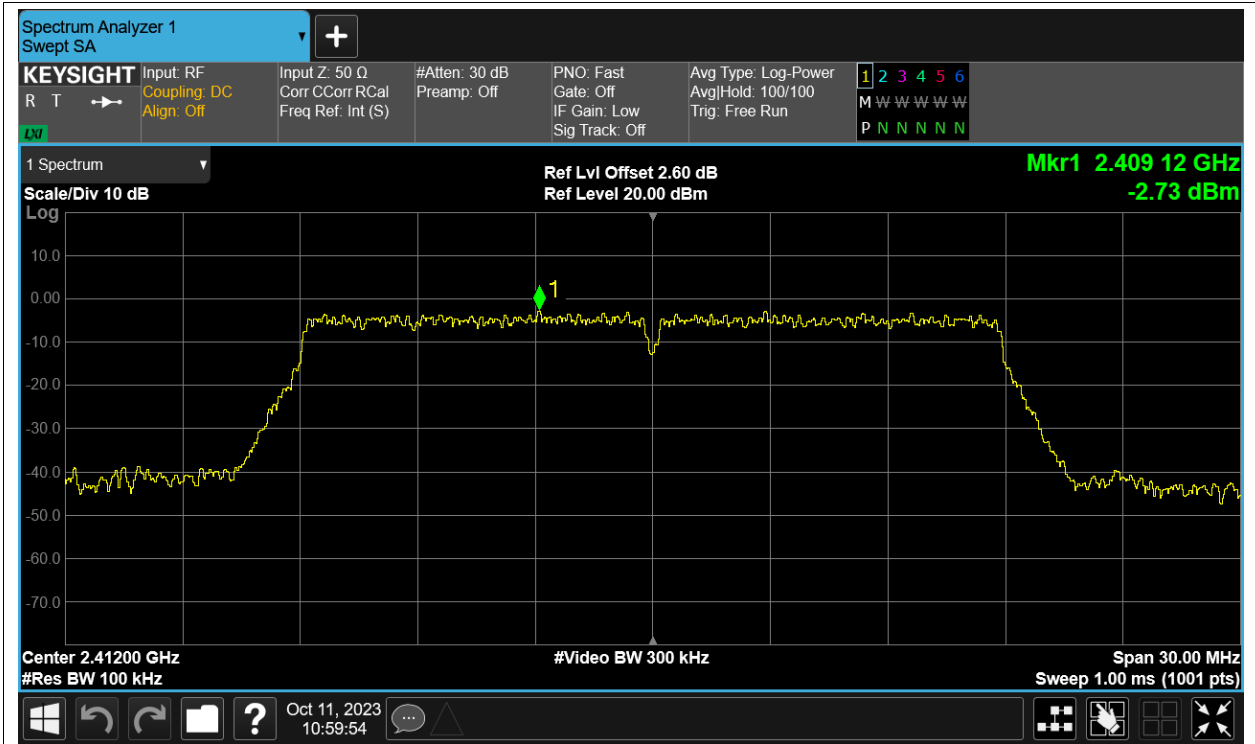 Spectrum Analyzer 1
Swept SA
KEYSIGHT
R T
LXI
Input: RF
Coupling: DC
Align: Off
Input Z: 50 Ω
Corr CCorr RCal
Freq Ref: Int (S)
#Atten: 30 dB
Preamp: Off
PNO: Fast
Gate: Off
IF Gain: Low
Sig Track: Off
Avg Type: Log-Power
Avg|Hold: 100/100
Trig: Free Run
1 2 3 4 5 6
M W W W W W W
P N N N N N
1 Spectrum
Scale/Div 10 dB
Ref Lvl Offset 2.60 dB
Ref Level 20.00 dBm
Mkr1 2.409 12 GHz
-2.73 dBm
Log
10.0
0.00
-10.0
-20.0
-30.0
-40.0
-50.0
-60.0
-70.0
1
Center 2.41200 GHz
#Res BW 100 kHz
#Video BW 300 kHz
Span 30.00 MHz
Sweep 1.00 ms (1001 pts)
?
Oct 11, 2023
10:59:54